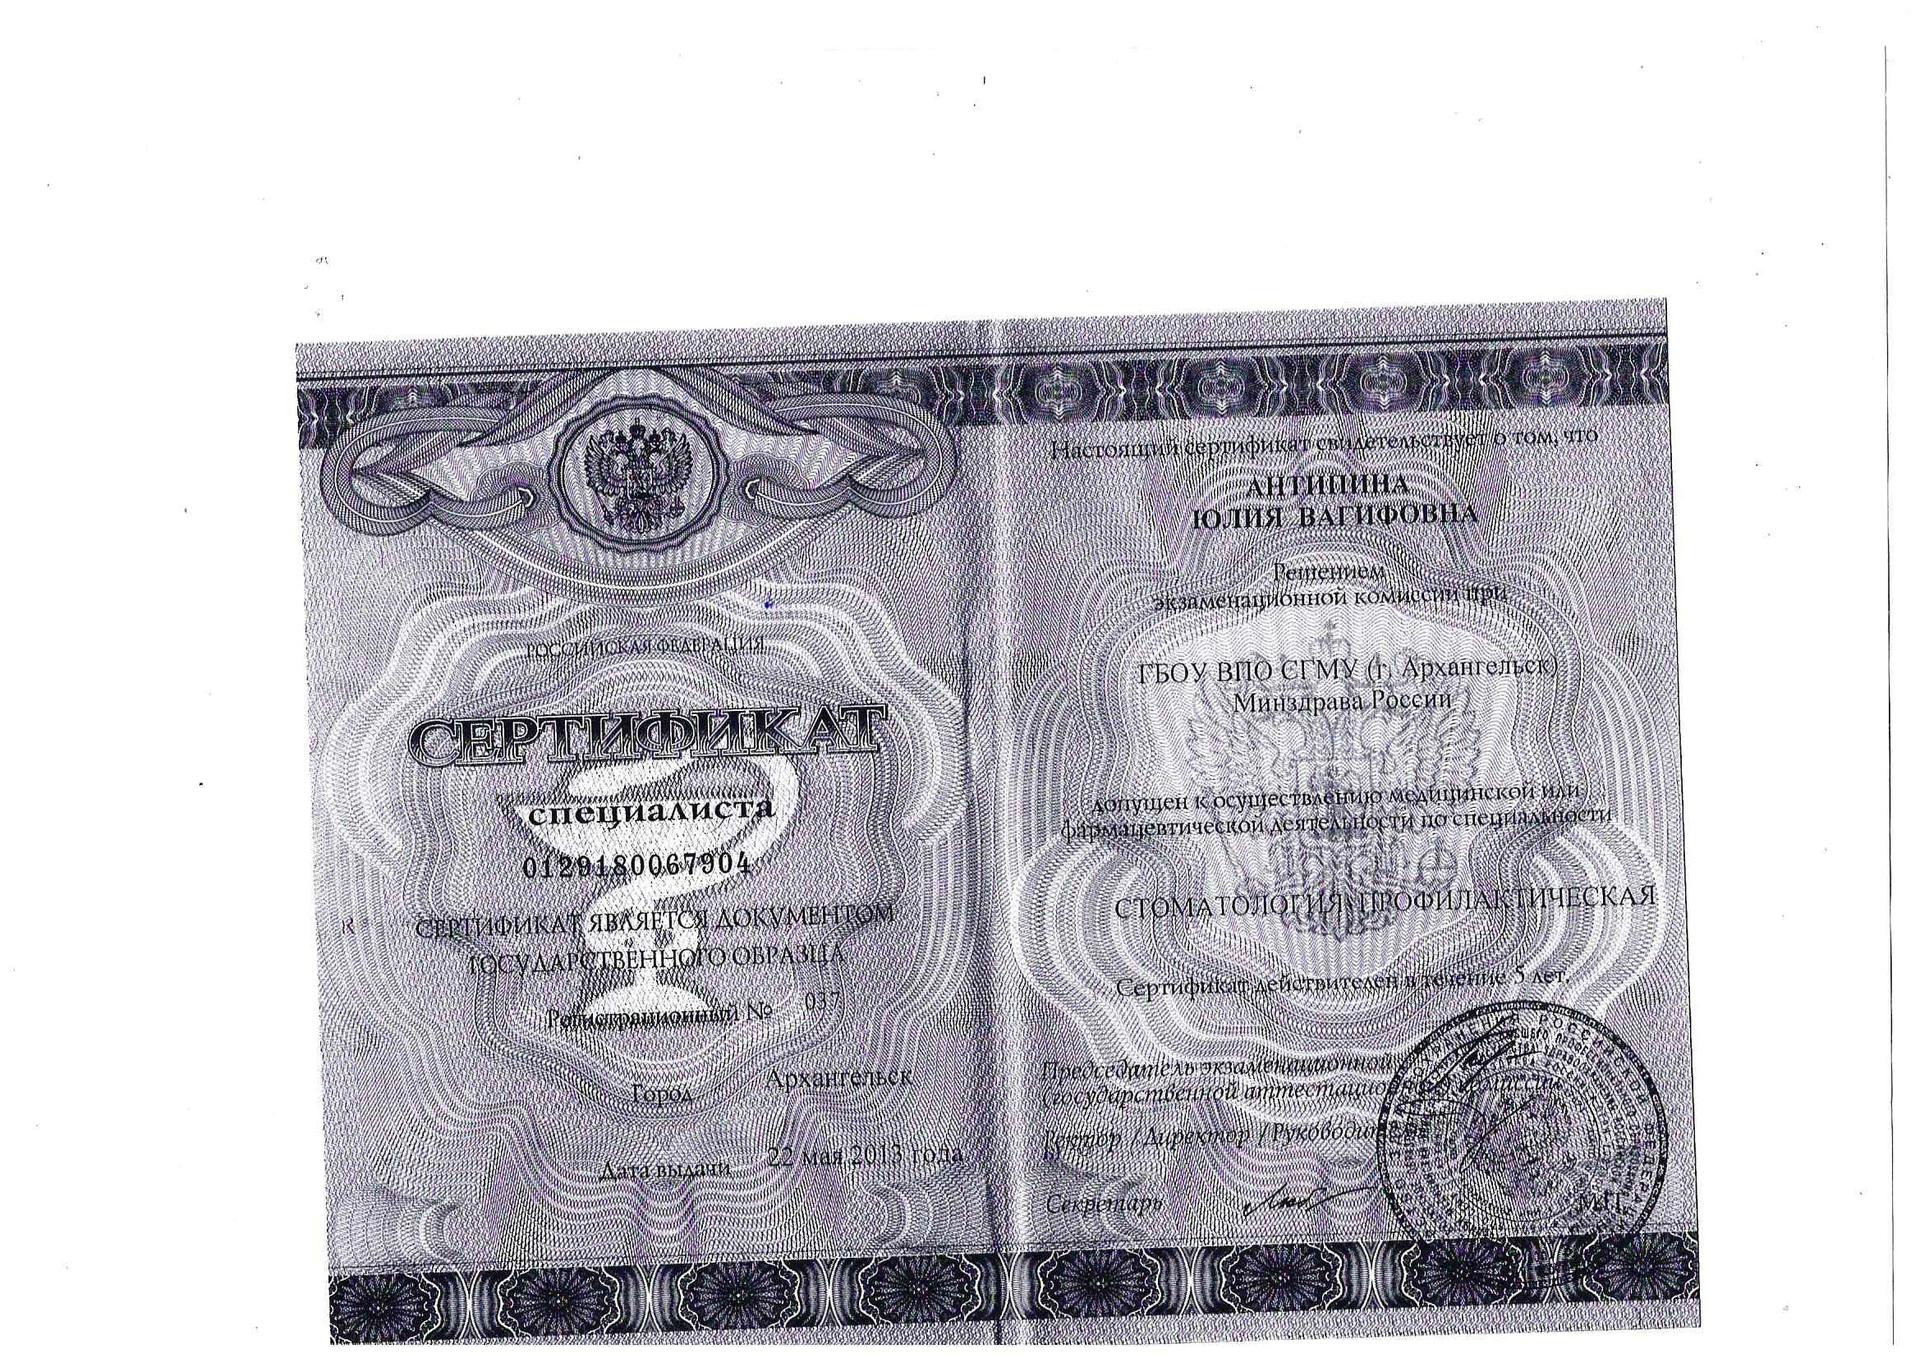 РОССИЙСКАЯ ФЕДЕРАЦИЯ
СЕРТИФИКАТ
специалиста
0129180067904
СЕРТИФИКАТ ЯВЛЯЕТСЯ ДОКУМЕНТОМ
ГОСУДАРСТВЕННОГО ОБРАЗЦА
Регистрационный № 037
Город Архангельск
Дата выдачи 22 мая 2013 года
Настоящий сертификат свидетельствует о том, что
АНТИПИНА
ЮЛИЯ ВАГИФОВНА
Решением
экзаменационной комиссии при
ГБОУ ВПО СГМУ (г. Архангельск)
Минздрава России
допущен к осуществлению медицинской или
фармацевтической деятельности по специальности
СТОМАТОЛОГИЯ ПРОФИЛАКТИЧЕСКАЯ
Сертификат действителен в течение 5 лет.
Председатель экзаменационной
(государственной аттестацио комиссии
Ректор / Директор / Руководи
Секретарь
М.П.